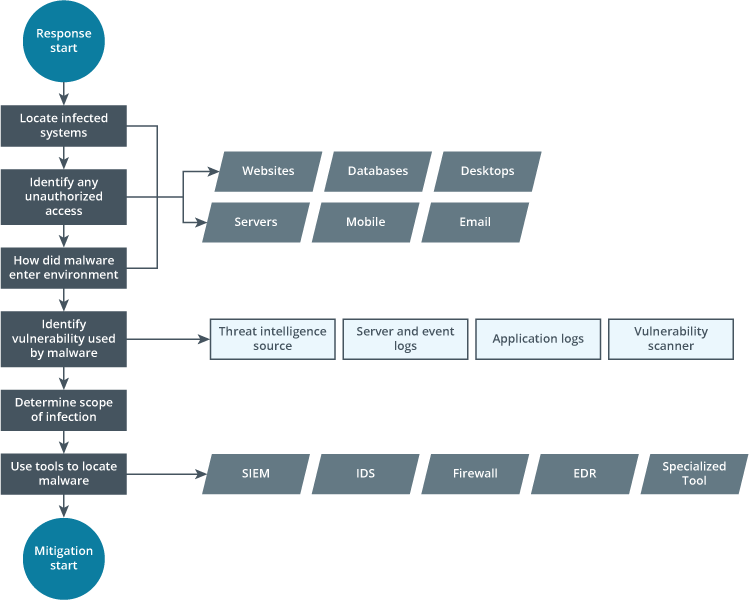 Response
start
Locate infected
systems
Identify any
unauthorized
access
How did malware
enter environment
Websites
Databases
Desktops
Servers
Mobile
Email
Identify
vulnerability used
by malware
Threat intelligence
source
Server and event
logs
Application logs
Vulnerability
scanner
Determine scope
of infection
Use tools to locate
malware
SIEM
IDS
Firewall
EDR
Specialized
Tool
Mitigation
start